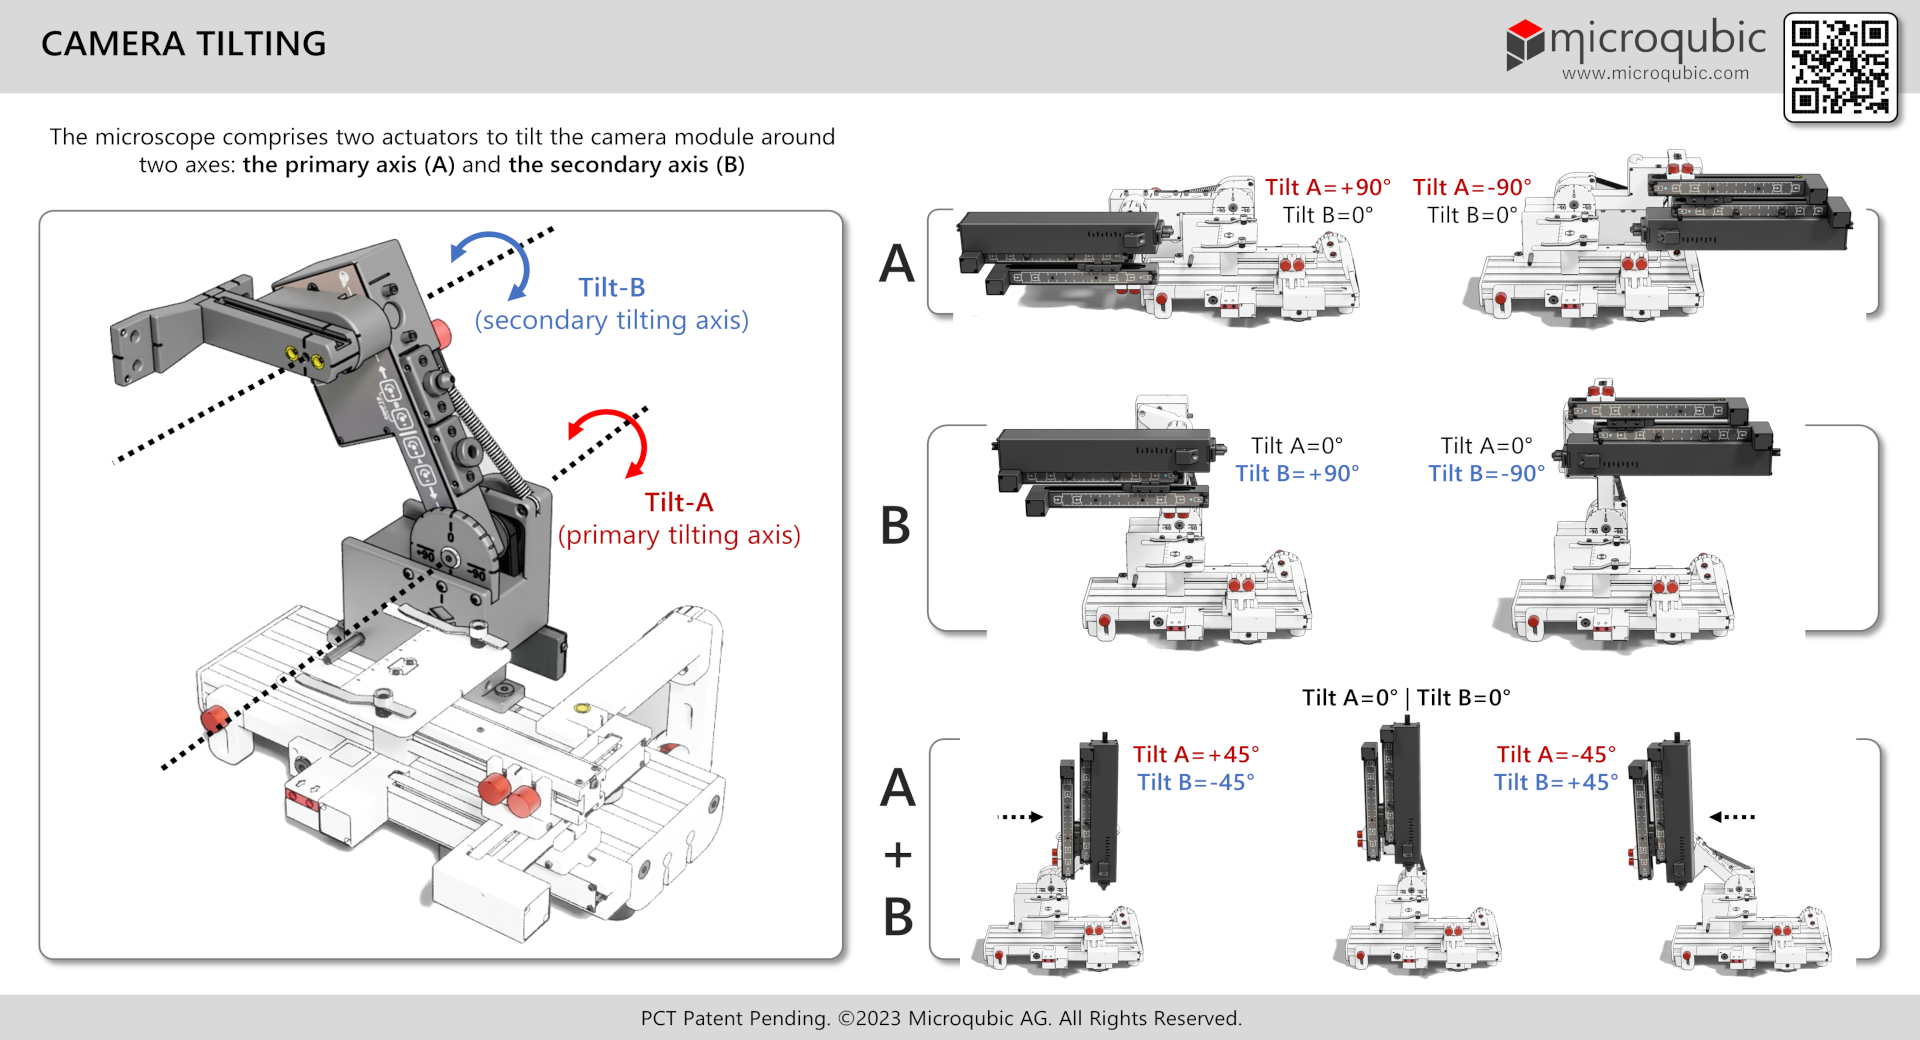 CAMERA TILTING
microqubic
www.microqubic.com
The microscope comprises two actuators to tilt the camera module around
two axes: the primary axis (A) and the secondary axis (B)
Tilt-B
(secondary tilting axis)
Tilt-A
(primary tilting axis)
0
+90
-90
A
Tilt A=+90°
Tilt B=0°
Tilt A=-90°
Tilt B=0°
B
Tilt A=0°
Tilt B=+90°
Tilt A=0°
Tilt B=-90°
A
+
B
Tilt A=0° | Tilt B=0°
Tilt A=+45°
Tilt B=-45°
Tilt A=-45°
Tilt B=+45°
PCT Patent Pending. ©2023 Microqubic AG. All Rights Reserved.